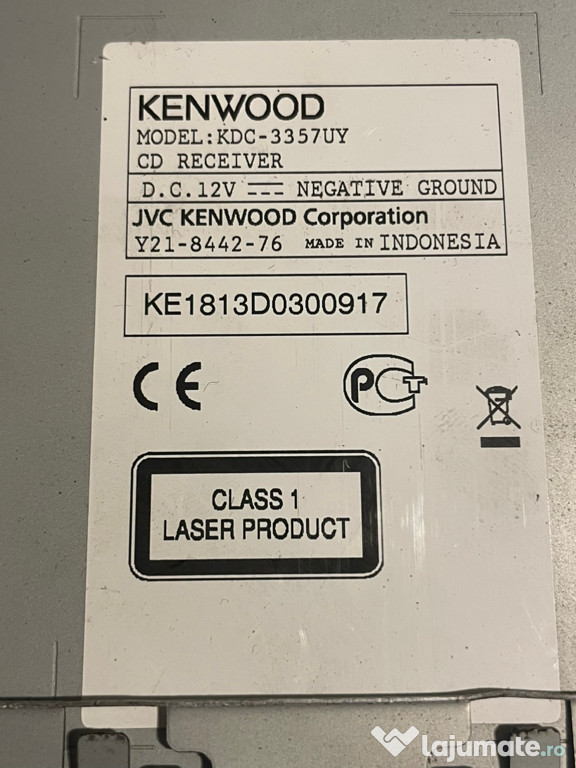 KENWOOD
MODEL:KDC-3357UY
CD RECEIVER
D.C.12V NEGATIVE GROUND
JVC KENWOOD Corporation
Y21-8442-76 MADE IN INDONESIA
KE1813D0300917
CE
PCT
CLASS 1
LASER PRODUCT
lajumate.ro